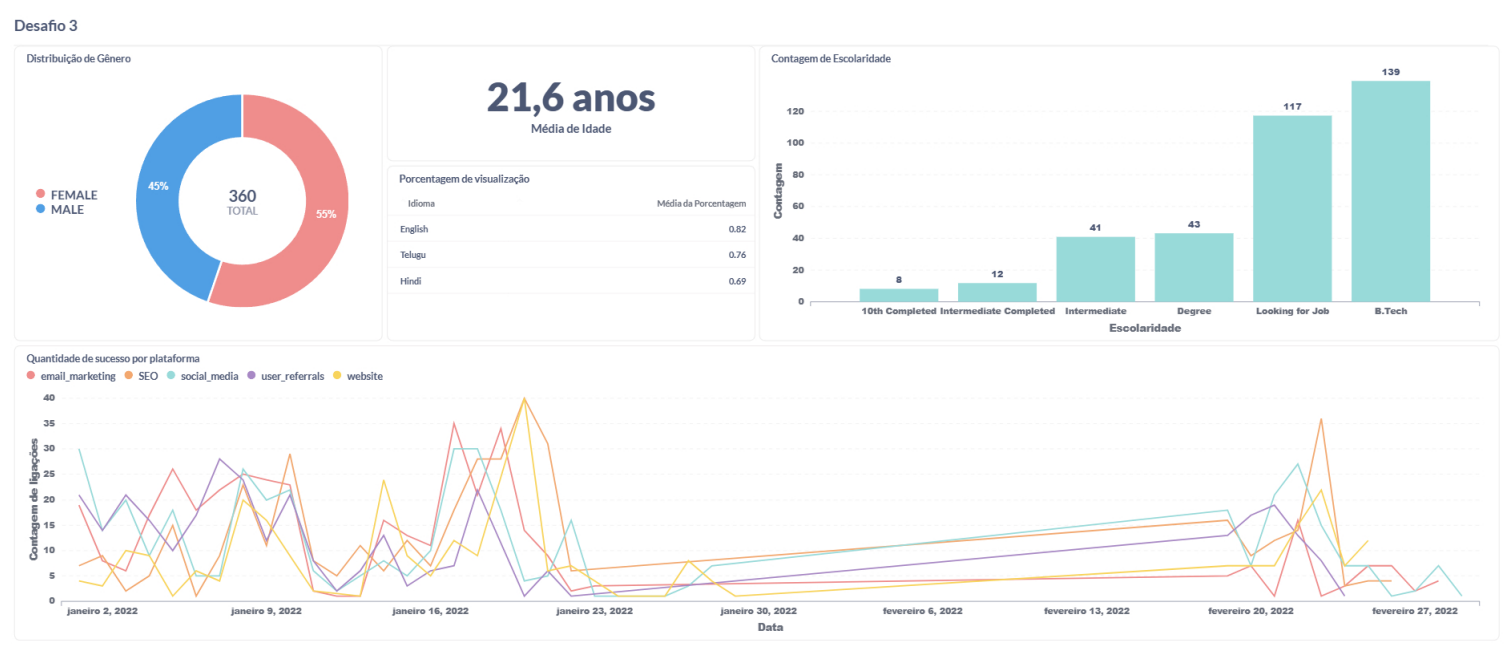 Desafio 3
Distribuição de Gênero
FEMALE
MALE
45%
55%
360
TOTAL
21,6 anos
Média de Idade
Porcentagem de visualização
Idioma Média da Porcentagem
English 0.82
Telugu 0.76
Hindi 0.69
Contagem de Escolaridade
Contagem
120
100
80
60
40
20
0
8
12
41
43
117
139
10th Completed Intermediate Completed Intermediate Degree Looking for Job B.Tech
Escolaridade
Quantidade de sucesso por plataforma
email_marketing SEO social_media user_referrals website
Contagem de ligações
40
35
30
25
20
15
10
5
0
janeiro 2, 2022 janeiro 9, 2022 janeiro 16, 2022 janeiro 23, 2022 janeiro 30, 2022 fevereiro 6, 2022 fevereiro 13, 2022 fevereiro 20, 2022 fevereiro 27, 2022
Data